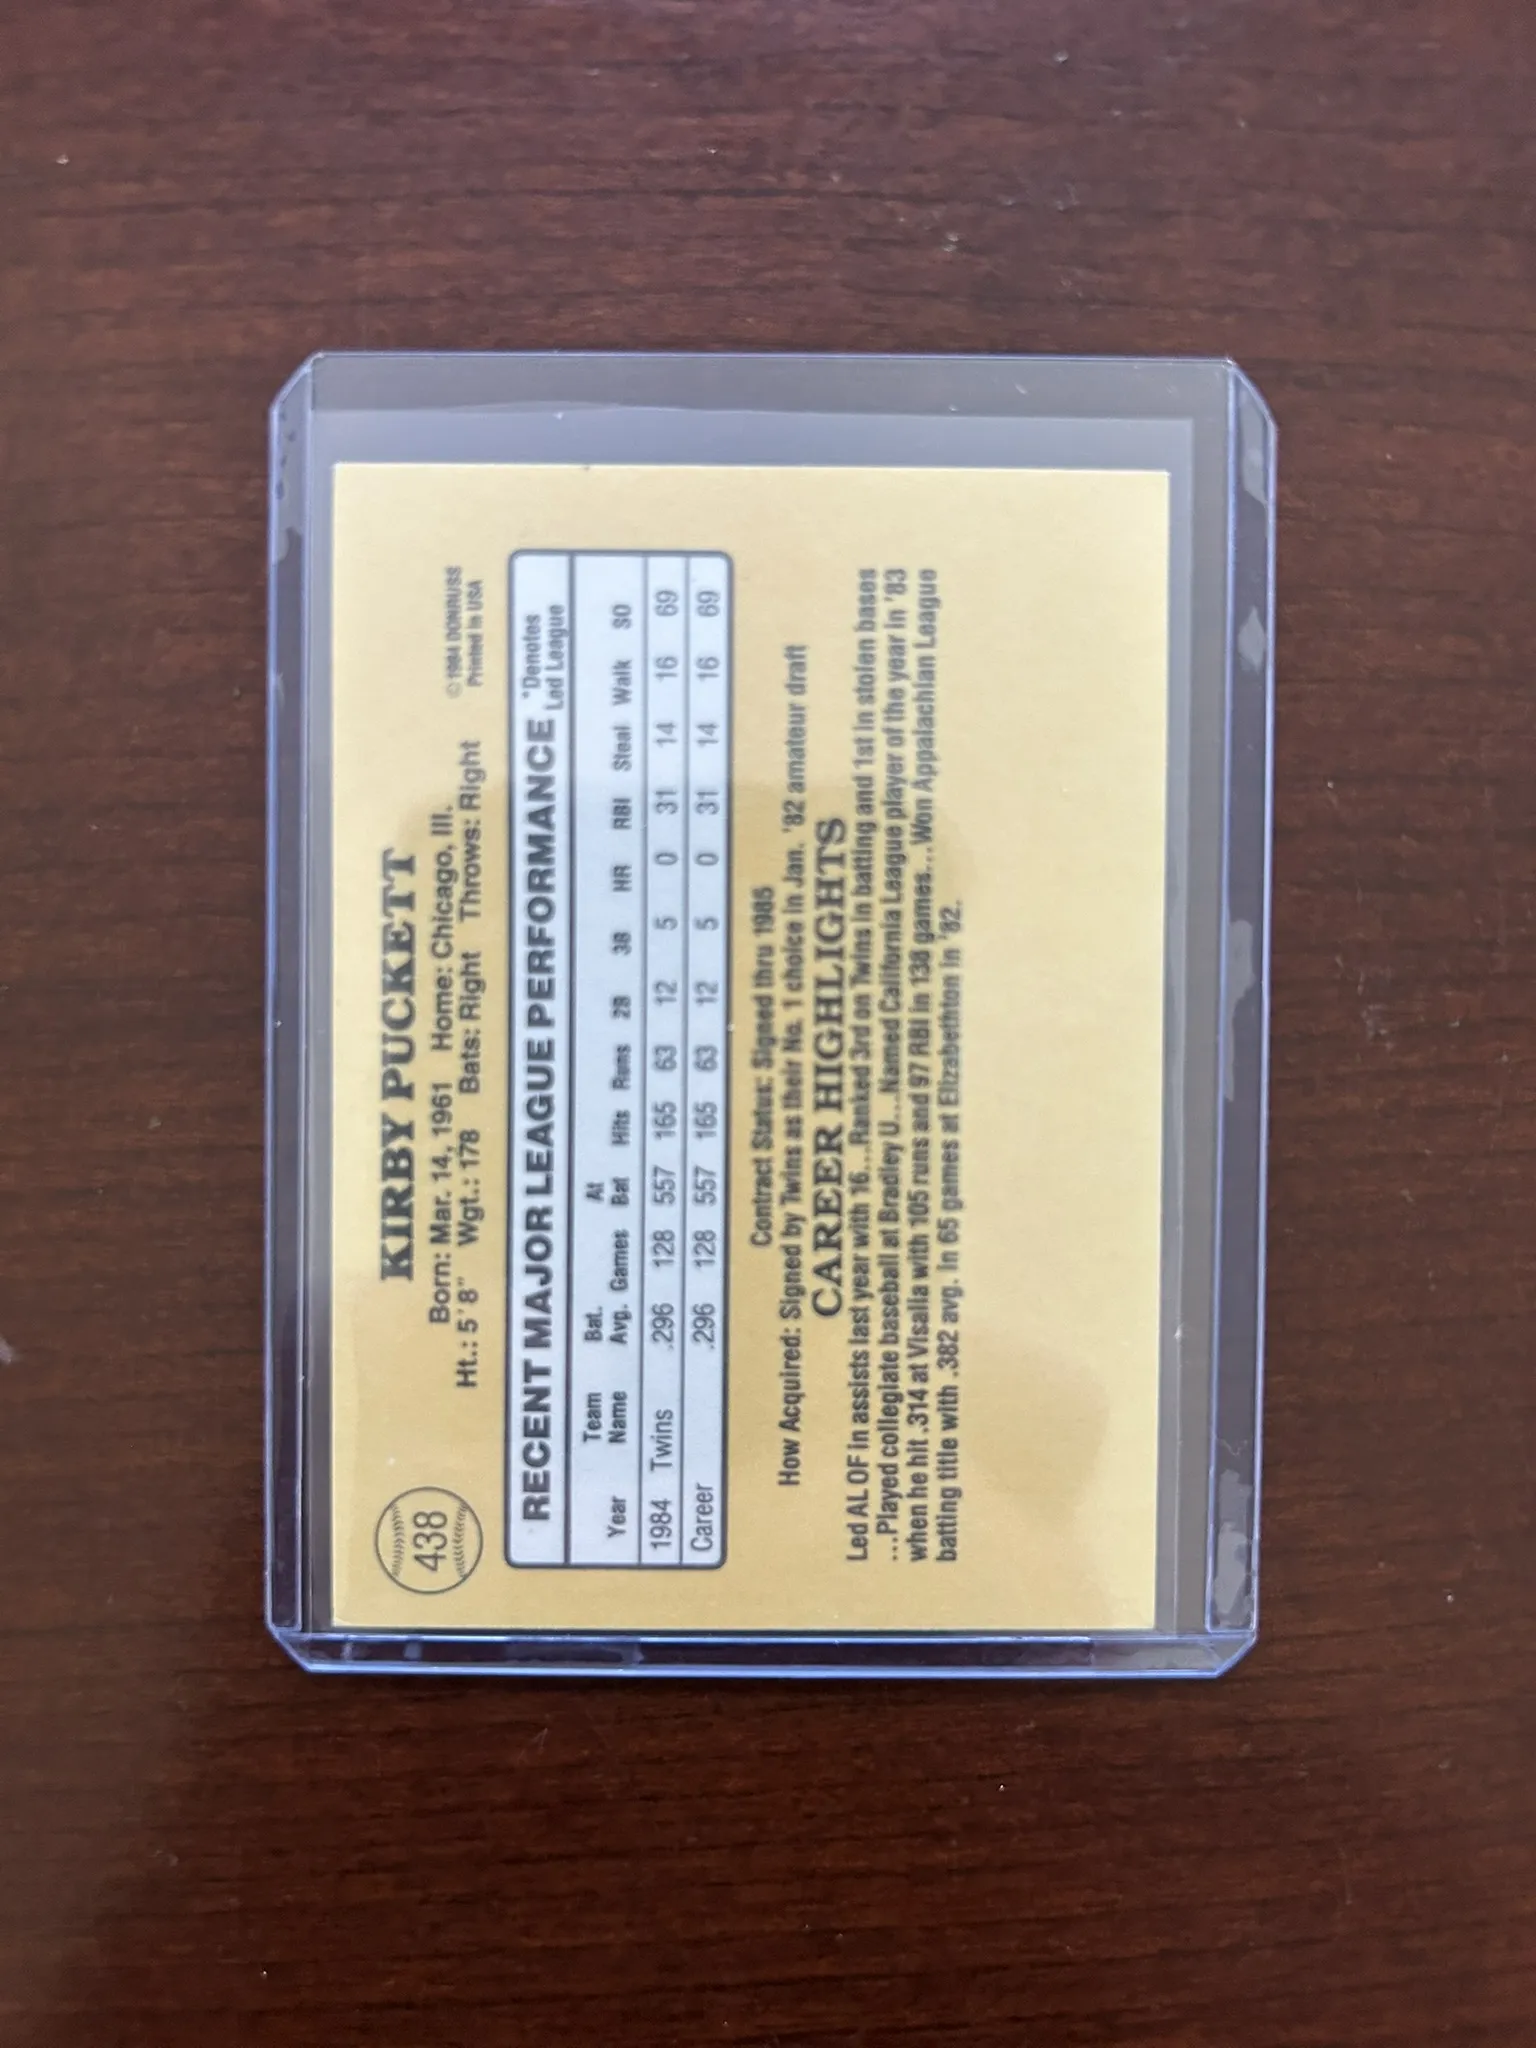 438
KIRBY PUCKETT
Born: Mar. 14, 1961 Home: Chicago, Ill.
Ht.: 5'8" Wgt.: 178 Bats: Right Throws: Right
© 1984 DONRUSS
Printed in USA
RECENT MAJOR LEAGUE PERFORMANCE *Denotes
Led League
Year Team Name Bat. Avg. Games At Bat Hits Runs 2B 3B HR RBI Steal Walk SO
1984 Twins .296 128 557 165 63 12 5 0 31 14 16 69
Career .296 128 557 165 63 12 5 0 31 14 16 69
Contract Status: Signed thru 1985
How Acquired: Signed by Twins as their No. 1 choice in Jan. '82 amateur draft
CAREER HIGHLIGHTS
Led AL OF in assists last year with 16....Ranked 3rd on Twins in batting and 1st in stolen bases
...Played collegiate baseball at Bradley U...Named California League player of the year in '83
when he hit .314 at Visalia with 105 runs and 97 RBI in 138 games...Won Appalachian League
batting title with .382 avg. in 65 games at Elizabethton in '82.